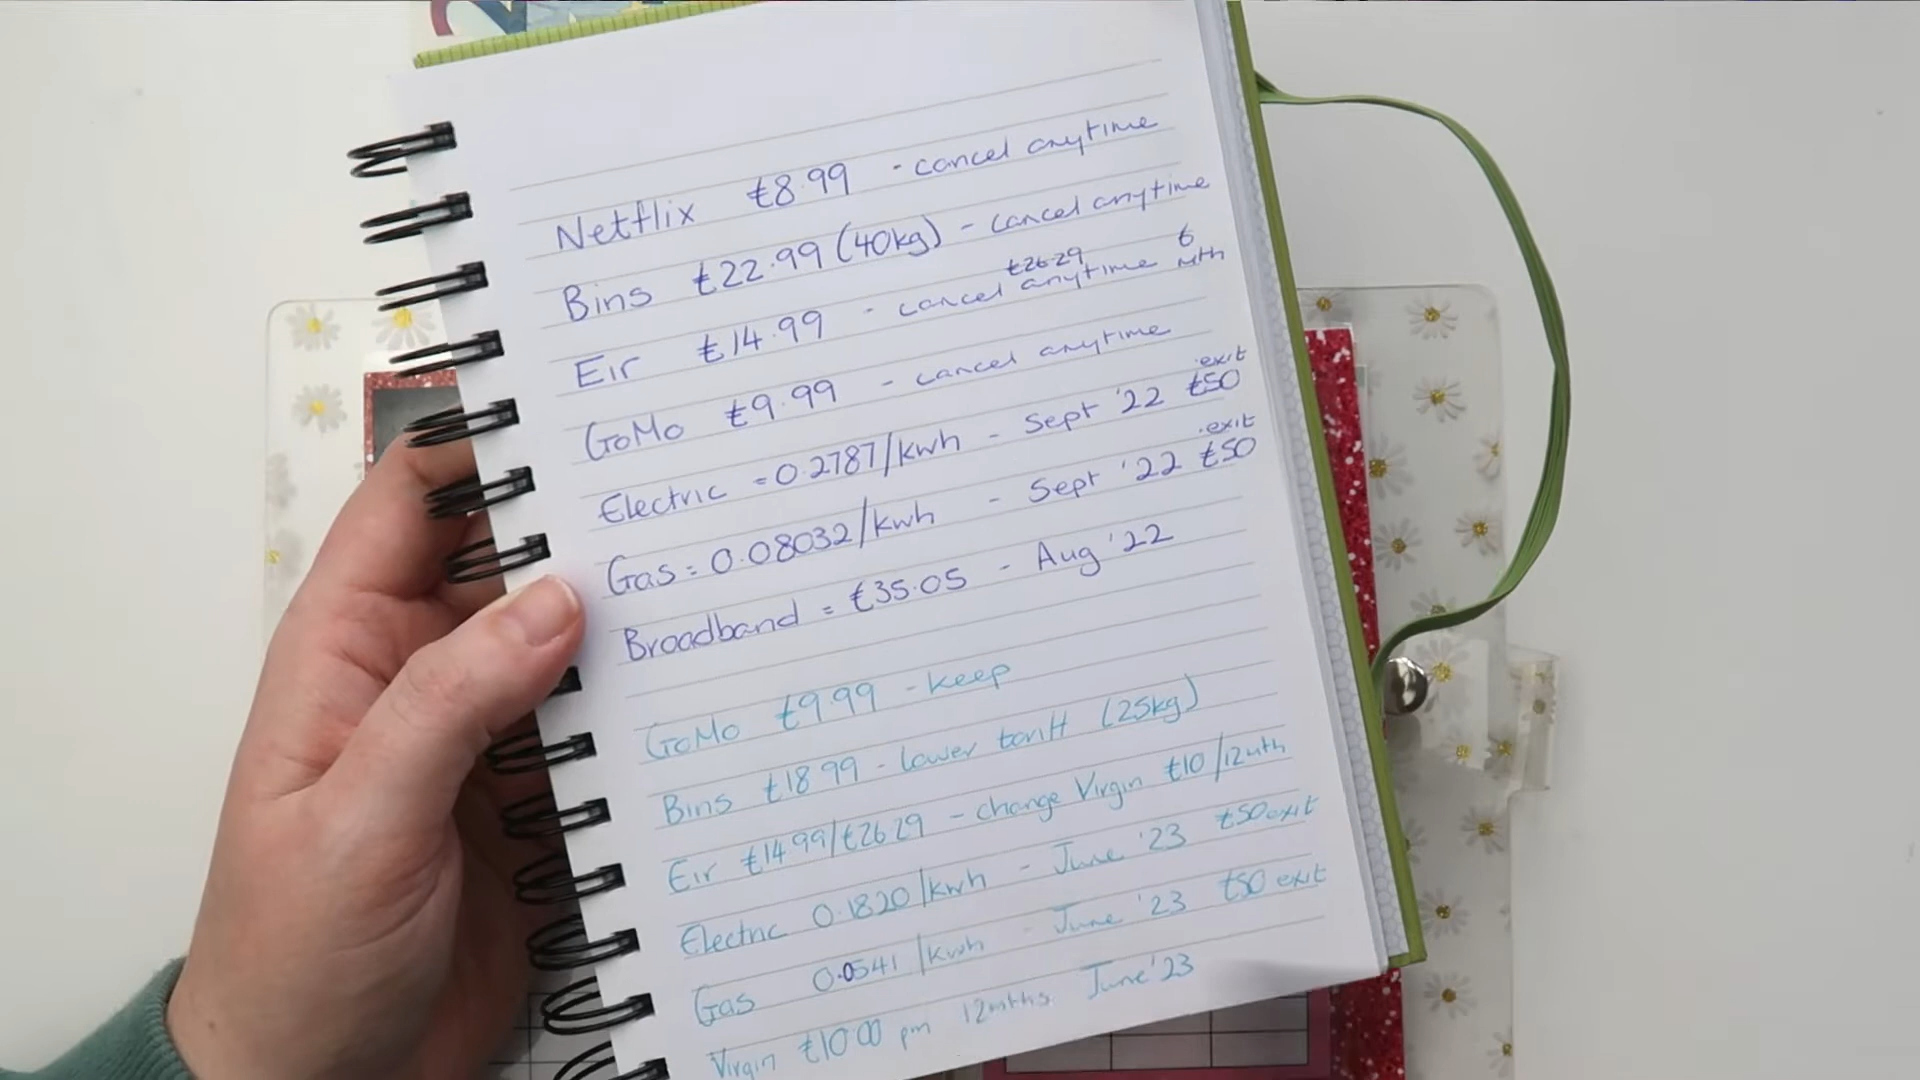 Netflix €8.99 - cancel anytime
Bins €22.99 (40kg) - cancel anytime
€26.29 6
Eir €14.99 - cancel anytime mth
GoMo €9.99 - cancel anytime
exit
Electric = 0.2787/kwh - Sept '22 €50
exit
Gas = 0.08032/kwh - Sept '22 €50
Broadband = €35.05 - Aug '22
GoMo €9.99 - keep
Bins €18.99 - lower tariff (25kg)
Eir €14.99/€26.29 - change Virgin €10/12mth
Electric 0.1820/kwh - June '23 €50 exit
Gas 0.0541/kwh - June '23 €50 exit
Virgin €10.00 pm 12mths June '23